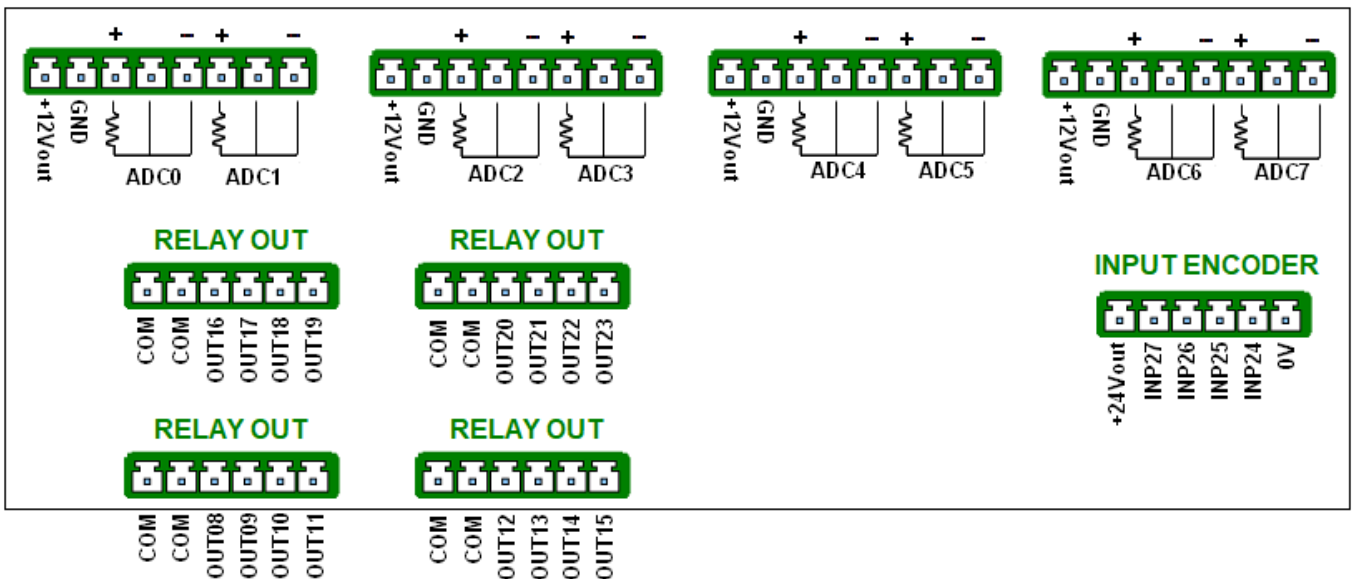 + − + − + − + − + − + − + − + −
+12Vout GND ADC0 ADC1 +12Vout GND ADC2 ADC3 +12Vout GND ADC4 ADC5 +12Vout GND ADC6 ADC7
RELAY OUT RELAY OUT
INPUT ENCODER
COM COM OUT16 OUT17 OUT18 OUT19 COM COM OUT20 OUT21 OUT22 OUT23
+24Vout INP27 INP26 INP25 INP24 0V
RELAY OUT RELAY OUT
COM COM OUT08 OUT09 OUT10 OUT11 COM COM OUT12 OUT13 OUT14 OUT15